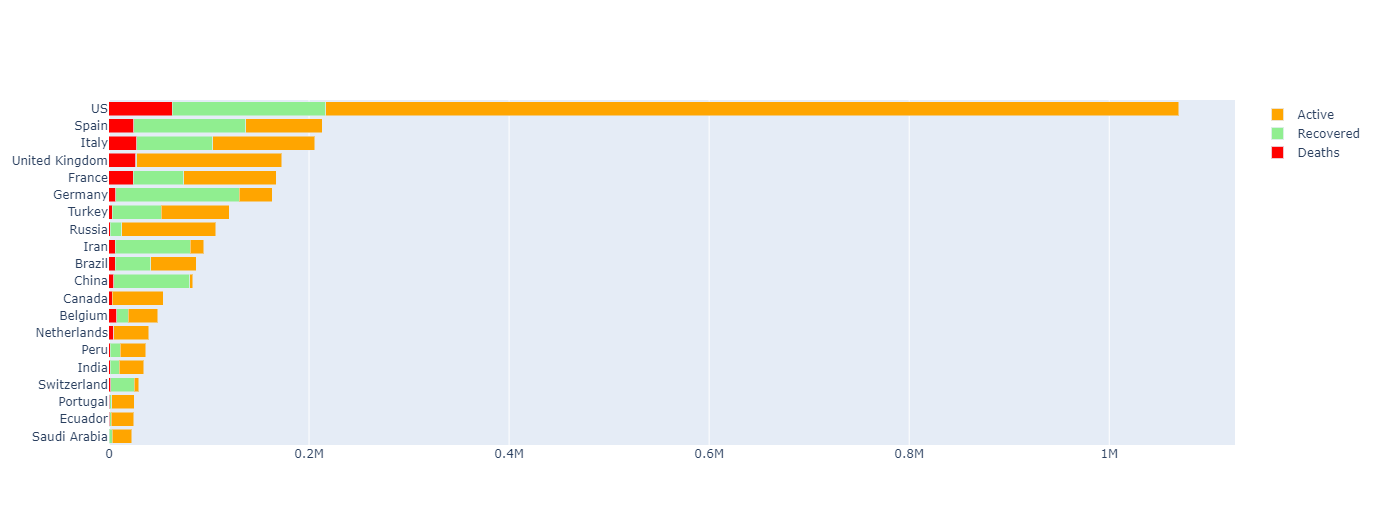 US
Spain
Italy
United Kingdom
France
Germany
Turkey
Russia
Iran
Brazil
China
Canada
Belgium
Netherlands
Peru
India
Switzerland
Portugal
Ecuador
Saudi Arabia
0 0.2M 0.4M 0.6M 0.8M 1M
Active
Recovered
Deaths